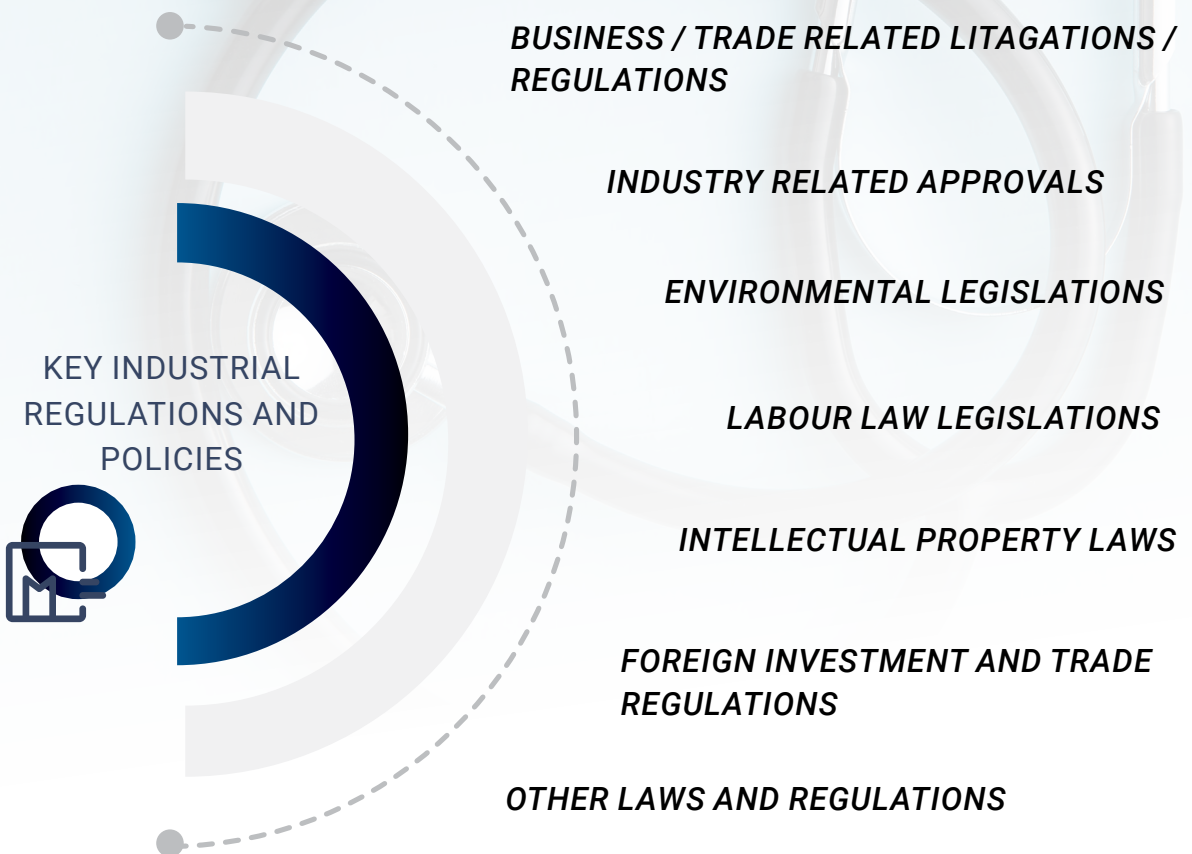 BUSINESS / TRADE RELATED LITAGATIONS /
REGULATIONS
INDUSTRY RELATED APPROVALS
ENVIRONMENTAL LEGISLATIONS
KEY INDUSTRIAL
REGULATIONS AND
POLICIES
LABOUR LAW LEGISLATIONS
INTELLECTUAL PROPERTY LAWS
FOREIGN INVESTMENT AND TRADE
REGULATIONS
OTHER LAWS AND REGULATIONS